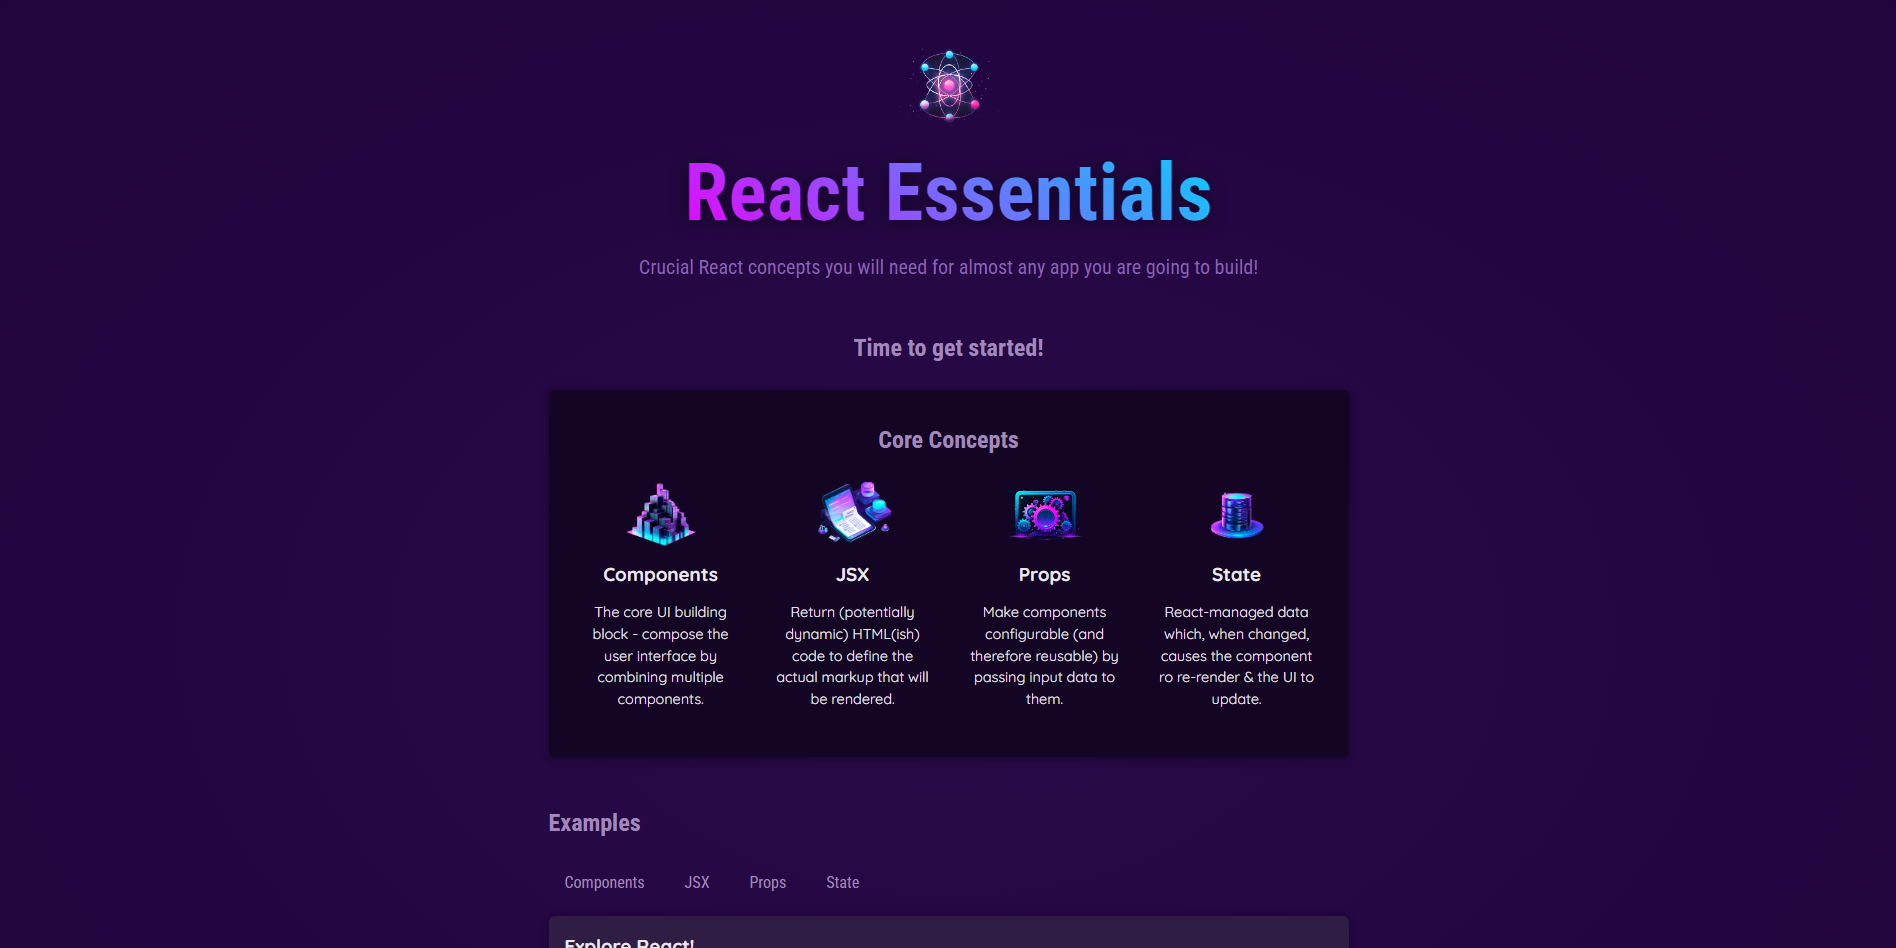 React Essentials
Crucial React concepts you will need for almost any app you are going to build!
Time to get started!
Core Concepts
Components
The core UI building
block - compose the
user interface by
combining multiple
components.
JSX
Return (potentially
dynamic) HTML(ish)
code to define the
actual markup that will
be rendered.
Props
Make components
configurable (and
therefore reusable) by
passing input data to
them.
State
React-managed data
which, when changed,
causes the component
ro re-render & the UI to
update.
Examples
Components JSX Props State
Explore React!